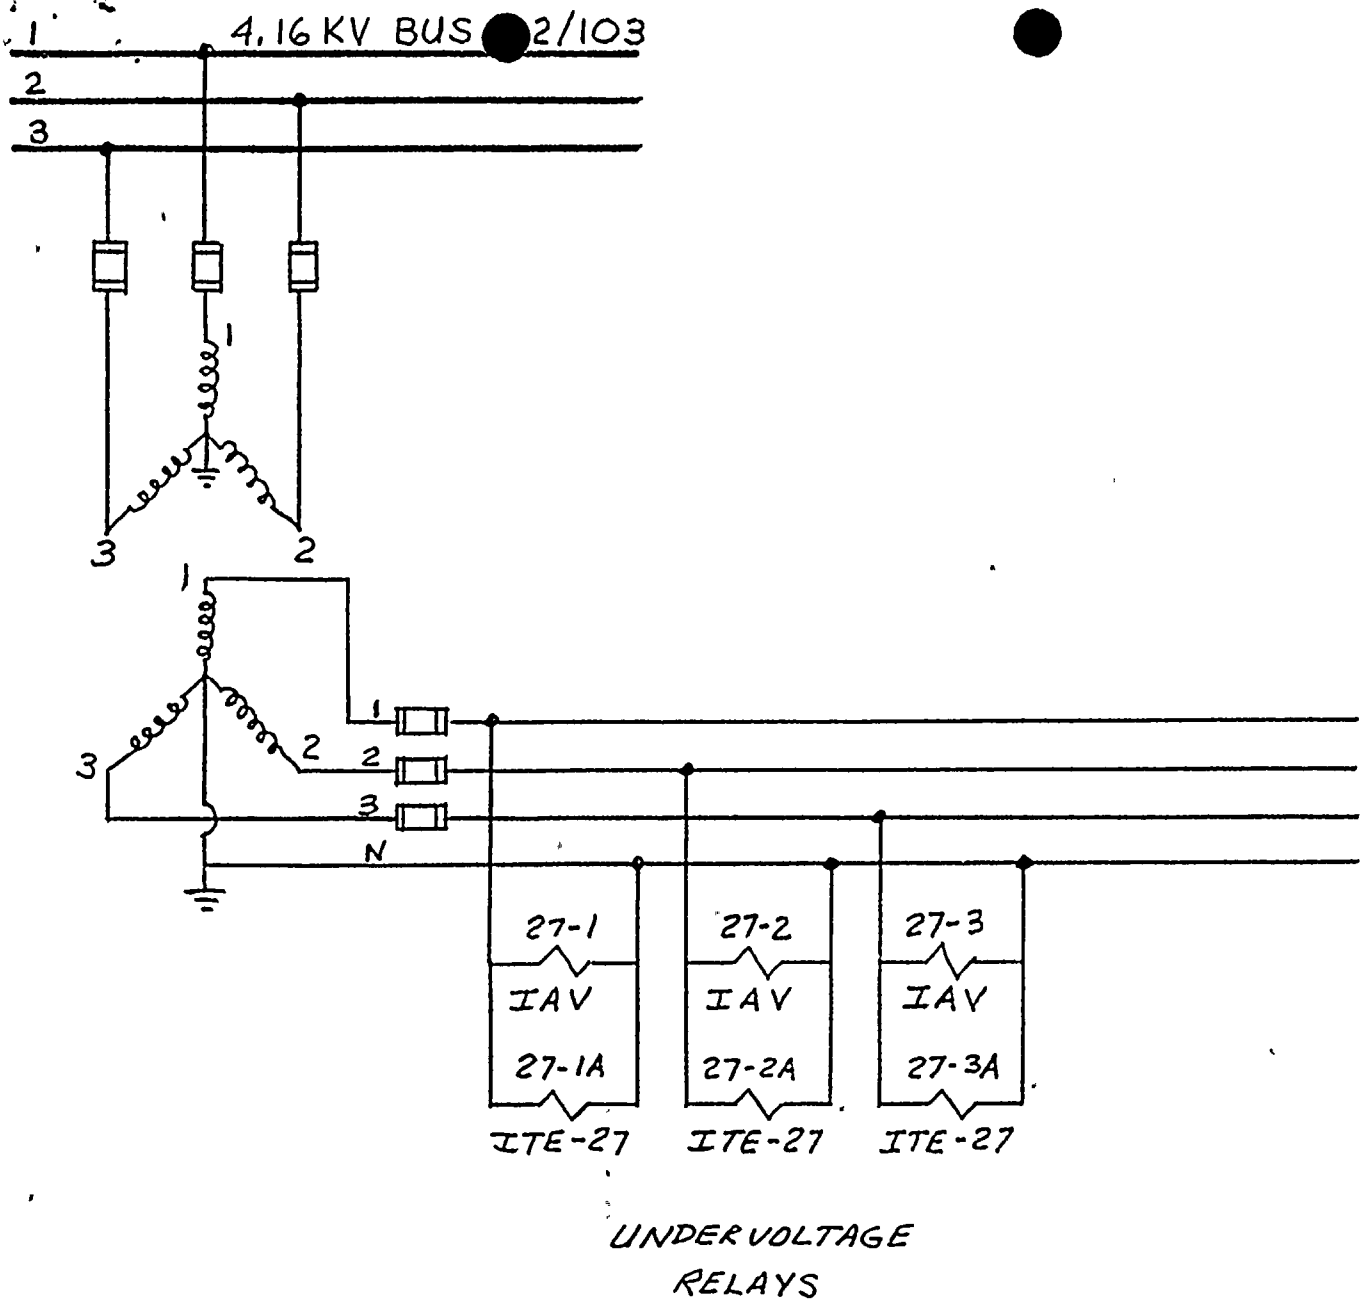 1
4.16 KV BUS 2/103
2
3
1
3
2
1
1
2
2
3
3
N
27-1
27-2
27-3
IAV
IAV
IAV
27-1A
27-2A
27-3A
ITE-27
ITE-27
ITE-27
UNDERVOLTAGE
RELAYS